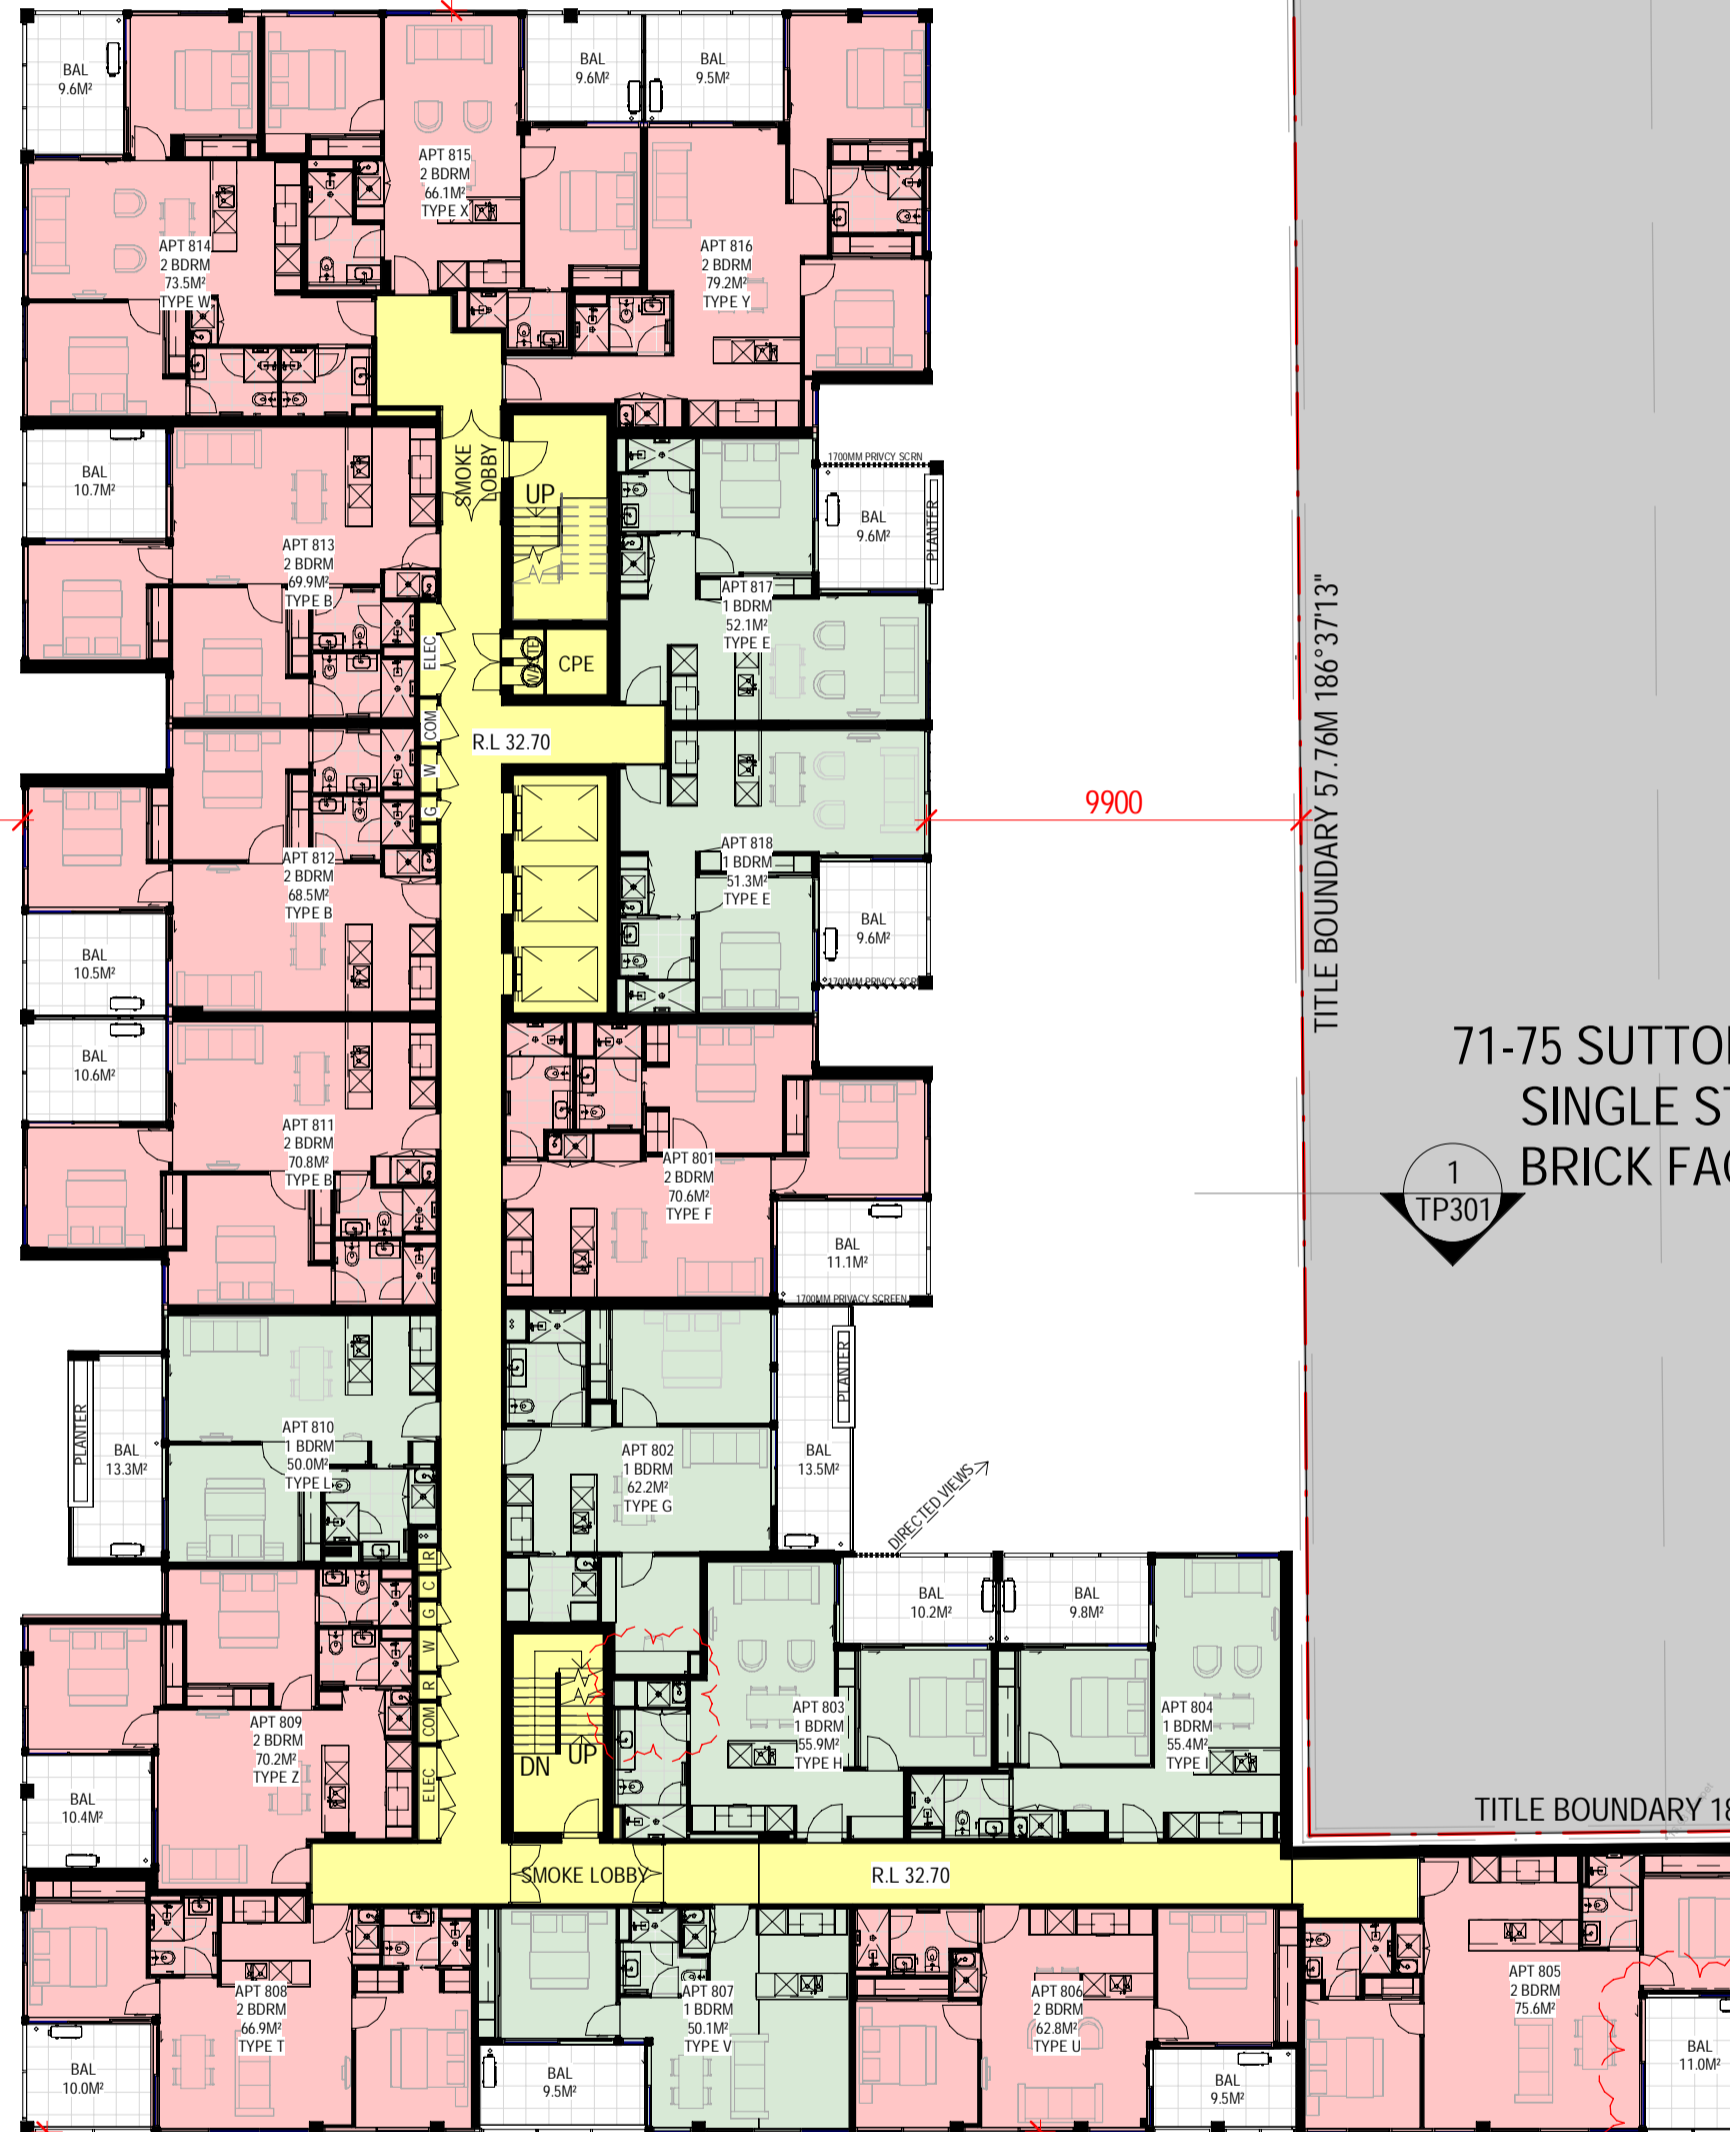 BAL
9.6M²
BAL
9.6M²
BAL
9.5M²
APT 815
2 BDRM
66.1M²
TYPE X
APT 814
2 BDRM
73.5M²
TYPE W
APT 816
2 BDRM
79.2M²
TYPE Y
SMOKE
LOBBY
UP
BAL
10.7M²
1700MM PRIVCY SCRN
BAL
9.6M²
PLANTER
APT 813
2 BDRM
69.9M²
TYPE B
APT 817
1 BDRM
52.1M²
TYPE E
ELEC
WASTE
CPE
COM
W
G
R.L 32.70
TITLE BOUNDARY 57.76M 186°37'13"
9900
APT 812
2 BDRM
68.5M²
TYPE B
APT 818
1 BDRM
51.3M²
TYPE E
BAL
9.6M²
1700MM PRIVCY SCRN
BAL
10.5M²
BAL
10.6M²
71-75 SUTTO
SINGLE S
BRICK FA
1
TP301
APT 811
2 BDRM
70.8M²
TYPE B
APT 801
2 BDRM
70.6M²
TYPE F
BAL
11.1M²
1700MM PRIVACY SCREEN
PLANTER
PLANTER
BAL
13.3M²
APT 810
1 BDRM
50.0M²
TYPE L
APT 802
1 BDRM
62.2M²
TYPE G
BAL
13.5M²
DIRECTED VIEWS
R
C
G
W
R
COM
ELEC
BAL
10.2M²
BAL
9.8M²
APT 809
2 BDRM
70.2M²
TYPE Z
DN
UP
APT 803
1 BDRM
55.9M²
TYPE H
APT 804
1 BDRM
55.4M²
TYPE I
BAL
10.4M²
TITLE BOUNDARY 18
SMOKE LOBBY
R.L 32.70
APT 808
2 BDRM
66.9M²
TYPE T
APT 807
1 BDRM
50.1M²
TYPE V
APT 806
2 BDRM
62.8M²
TYPE U
APT 805
2 BDRM
75.6M²
BAL
10.0M²
BAL
9.5M²
BAL
9.5M²
BAL
11.0M²